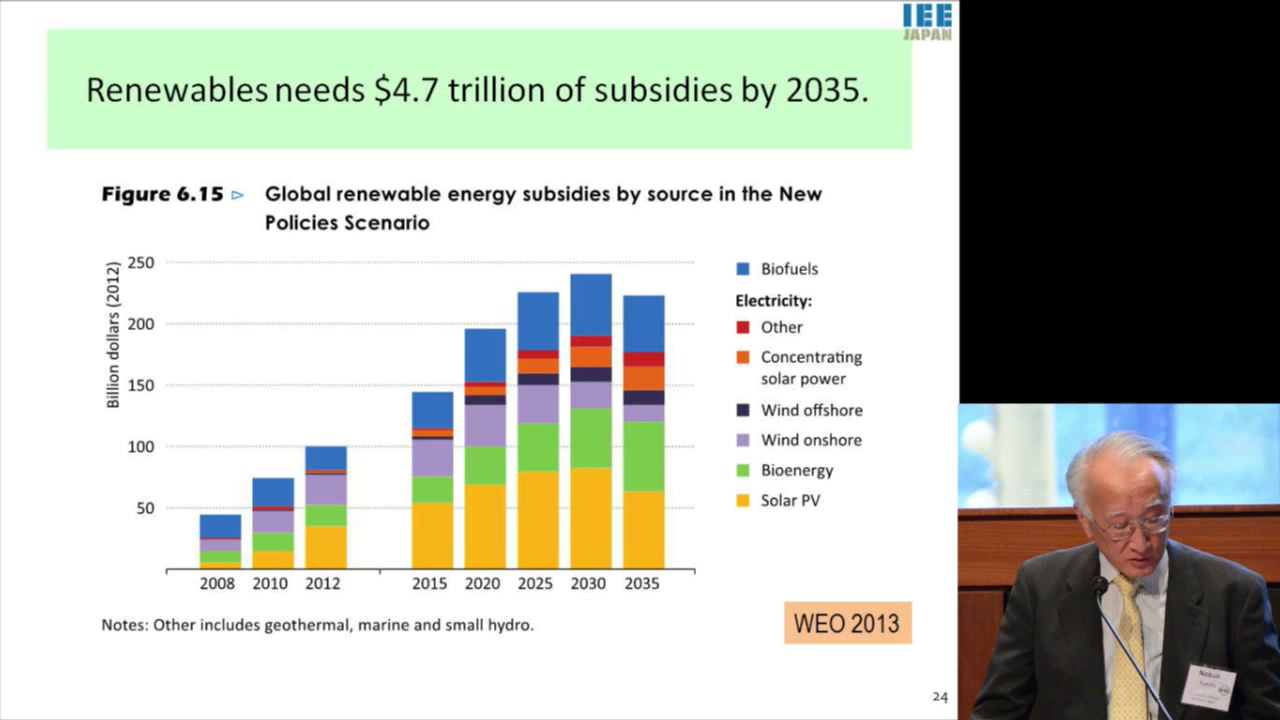 IEE
JAPAN
Renewables needs $4.7 trillion of subsidies by 2035.
Figure 6.15 ▷ Global renewable energy subsidies by source in the New
Policies Scenario
Billion dollars (2012)
250
200
150
100
50
2008 2010 2012 2015 2020 2025 2030 2035
Biofuels
Electricity:
Other
Concentrating
solar power
Wind offshore
Wind onshore
Bioenergy
Solar PV
Notes: Other includes geothermal, marine and small hydro.
WEO 2013
24
Nobuo